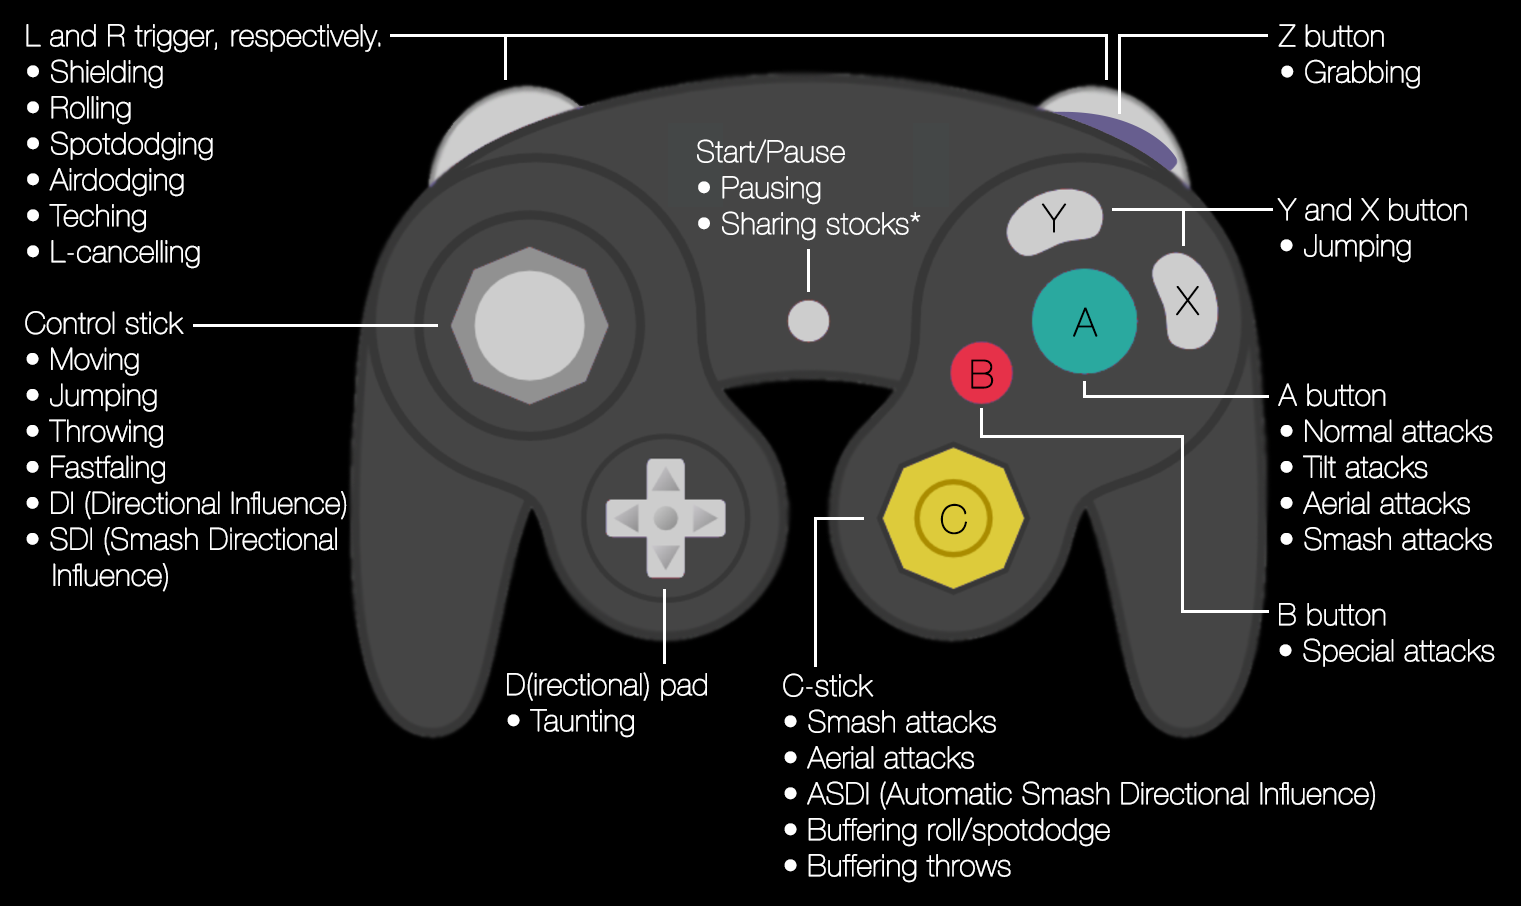 L and R trigger, respectively.
• Shielding
• Rolling
• Spotdodging
• Airdodging
• Teching
• L-cancelling
Control stick
• Moving
• Jumping
• Throwing
• Fastfaling
• DI (Directional Influence)
• SDI (Smash Directional
Influence)
Start/Pause
• Pausing
• Sharing stocks*
D(irectional) pad
• Taunting
C-stick
• Smash attacks
• Aerial attacks
• ASDI (Automatic Smash Directional Influence)
• Buffering roll/spotdodge
• Buffering throws
Y
X
A
B
C
Z button
• Grabbing
Y and X button
• Jumping
A button
• Normal attacks
• Tilt atacks
• Aerial attacks
• Smash attacks
B button
• Special attacks